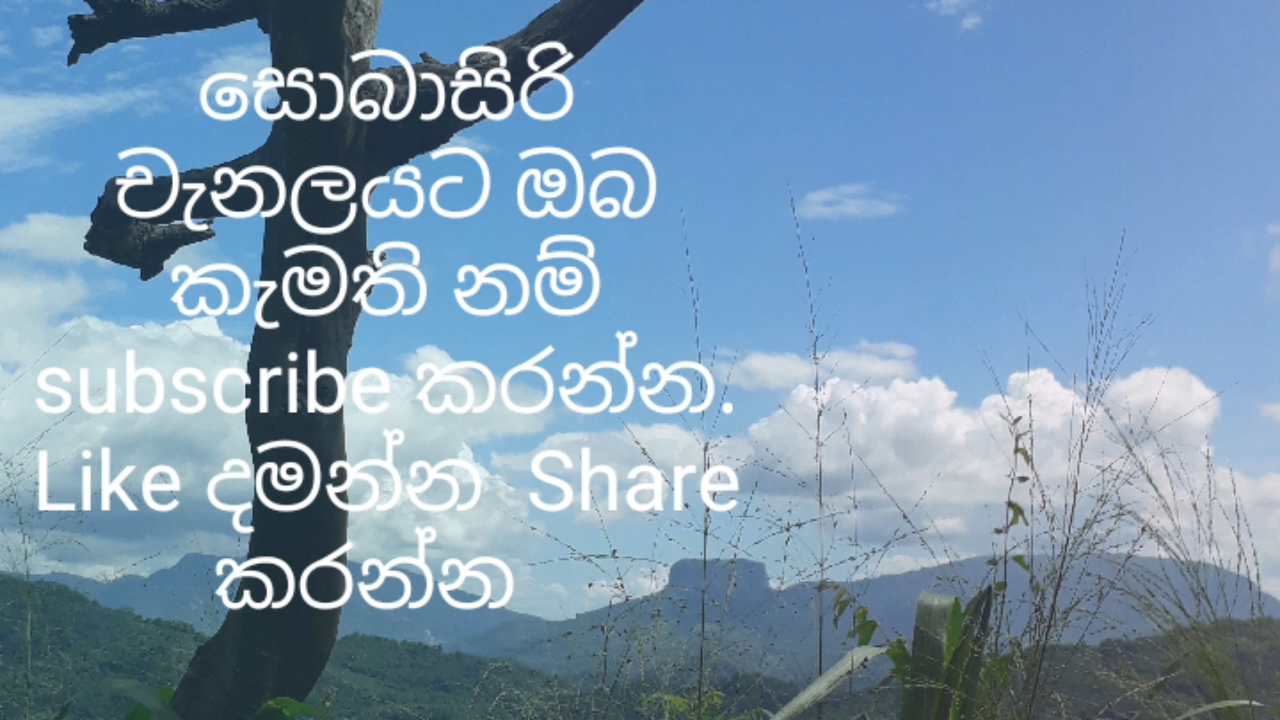 සොබාසිරි
චැනලයට ඔබ
කැමති නම්
subscribe කරන්න.
Like දමන්න  Share
කරන්න